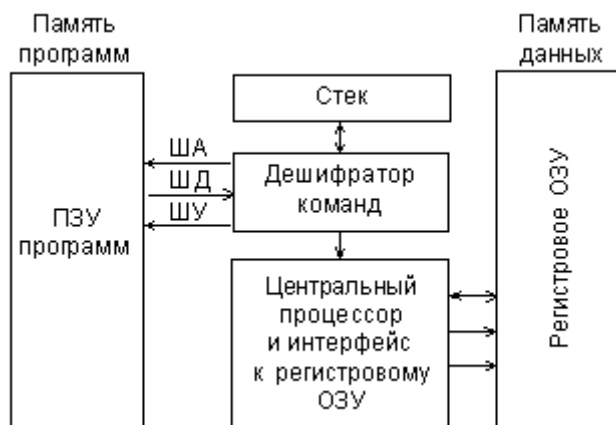 Память
программ
Память
данных
Стек
ША
ШД
ШУ
Дешифратор
команд
ПЗУ
программ
Центральный
процессор
и интерфейс
к регистровому
ОЗУ
Регистровое ОЗУ